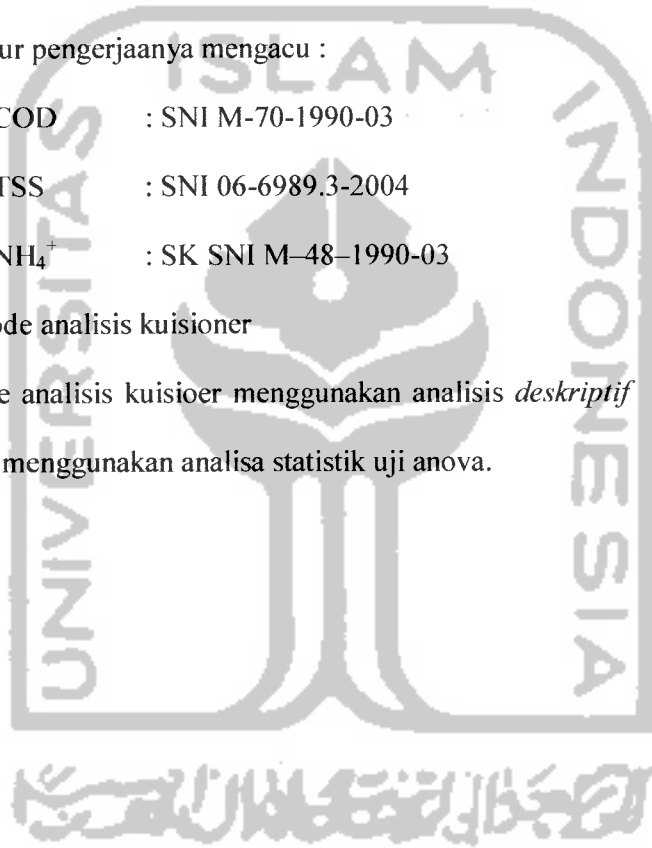 ur pengerjaanya mengacu :
COD : SNI M-70-1990-03
TSS : SNI 06-6989.3-2004
NH₄⁺ : SK SNI M–48–1990-03
ode analisis kuisioner
e analisis kuisioer menggunakan analisis deskriptif
menggunakan analisa statistik uji anova.
UNIVERSITAS
ISLAM
INDONESIA